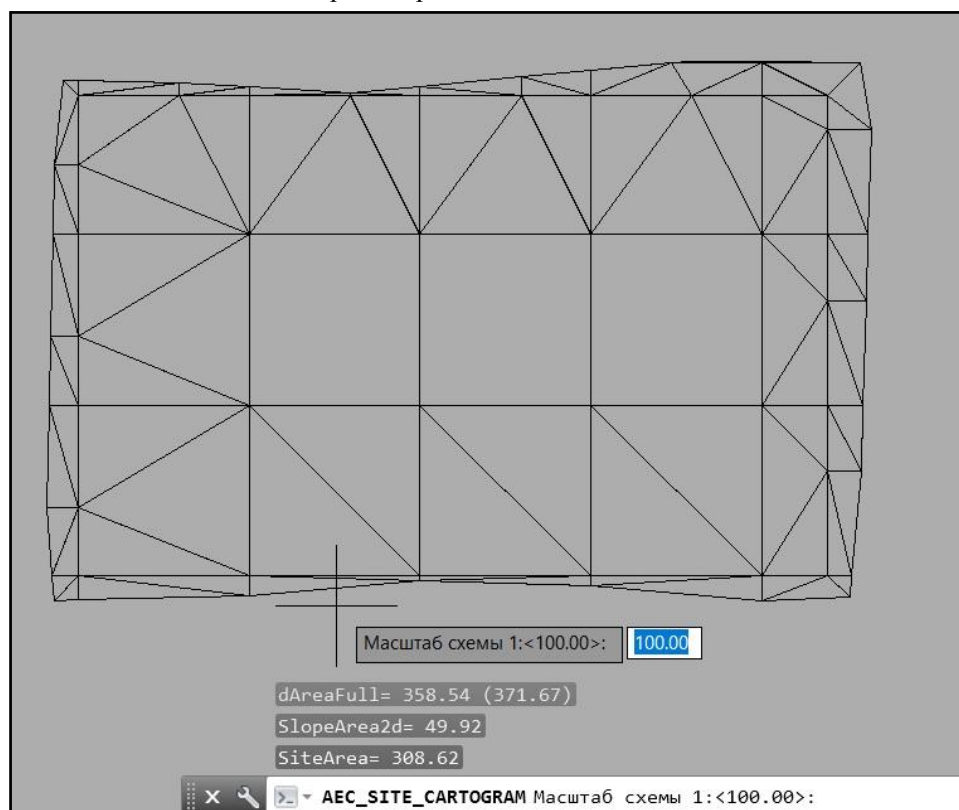 Масштаб схемы 1:<100.00>: 100.00
dAreaFull= 358.54 (371.67)
SlopeArea2d= 49.92
SiteArea= 308.62
AEC_SITE_CARTOGRAM Масштаб схемы 1:<100.00>: